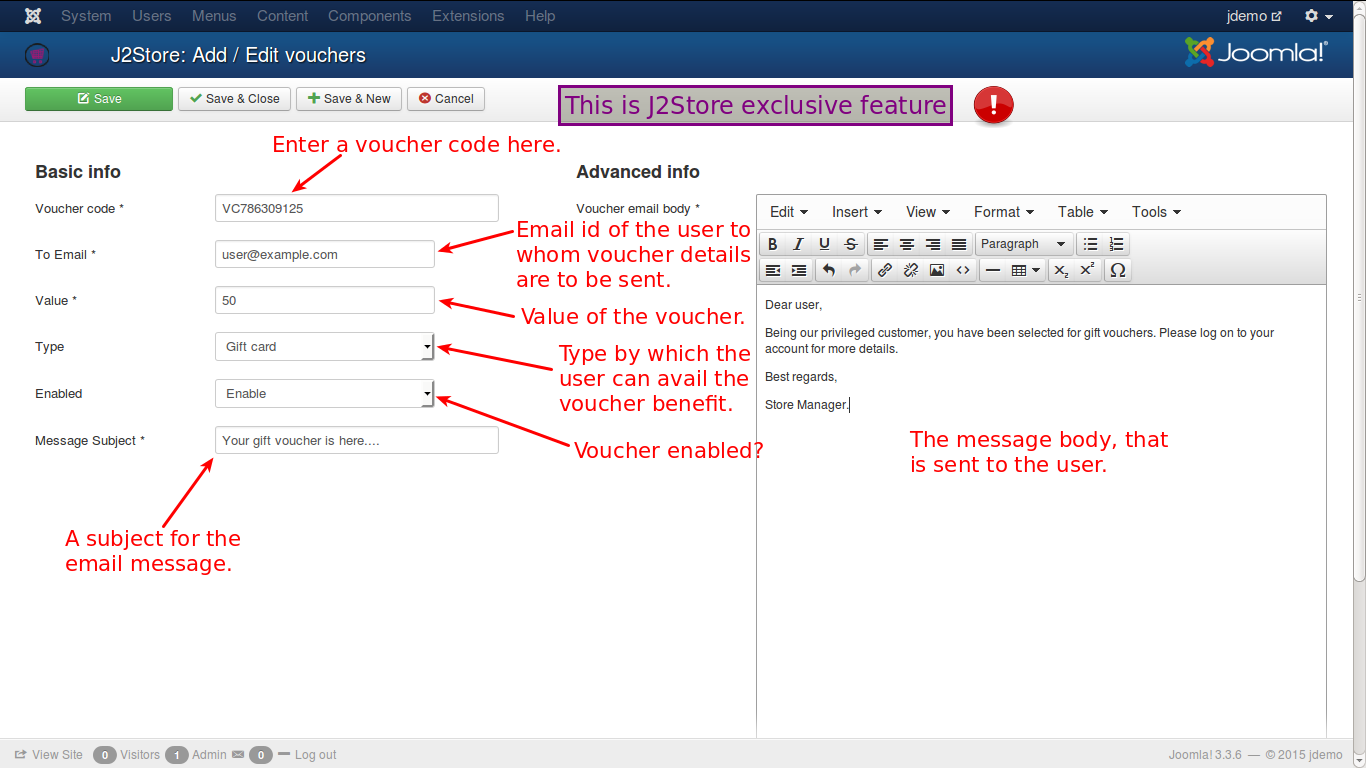 System Users Menus Content Components Extensions Help jdemo
J2Store: Add / Edit vouchers Joomla!®
Save Save & Close Save & New Cancel This is J2Store exclusive feature !
Enter a voucher code here.
Basic info
Voucher code * VC786309125
To Email * user@example.com
Email id of the user to
whom voucher details
are to be sent.
Value * 50
Value of the voucher.
Type Gift card
Type by which the
user can avail the
voucher benefit.
Enabled Enable
Voucher enabled?
Message Subject * Your gift voucher is here....
A subject for the
email message.
Advanced info
Voucher email body *
Edit Insert View Format Table Tools
B I U S Paragraph
Dear user,
Being our privileged customer, you have been selected for gift vouchers. Please log on to your
account for more details.
Best regards,
Store Manager.
The message body, that
is sent to the user.
View Site 0 Visitors 1 Admin 0 Log out Joomla! 3.3.6 — © 2015 jdemo